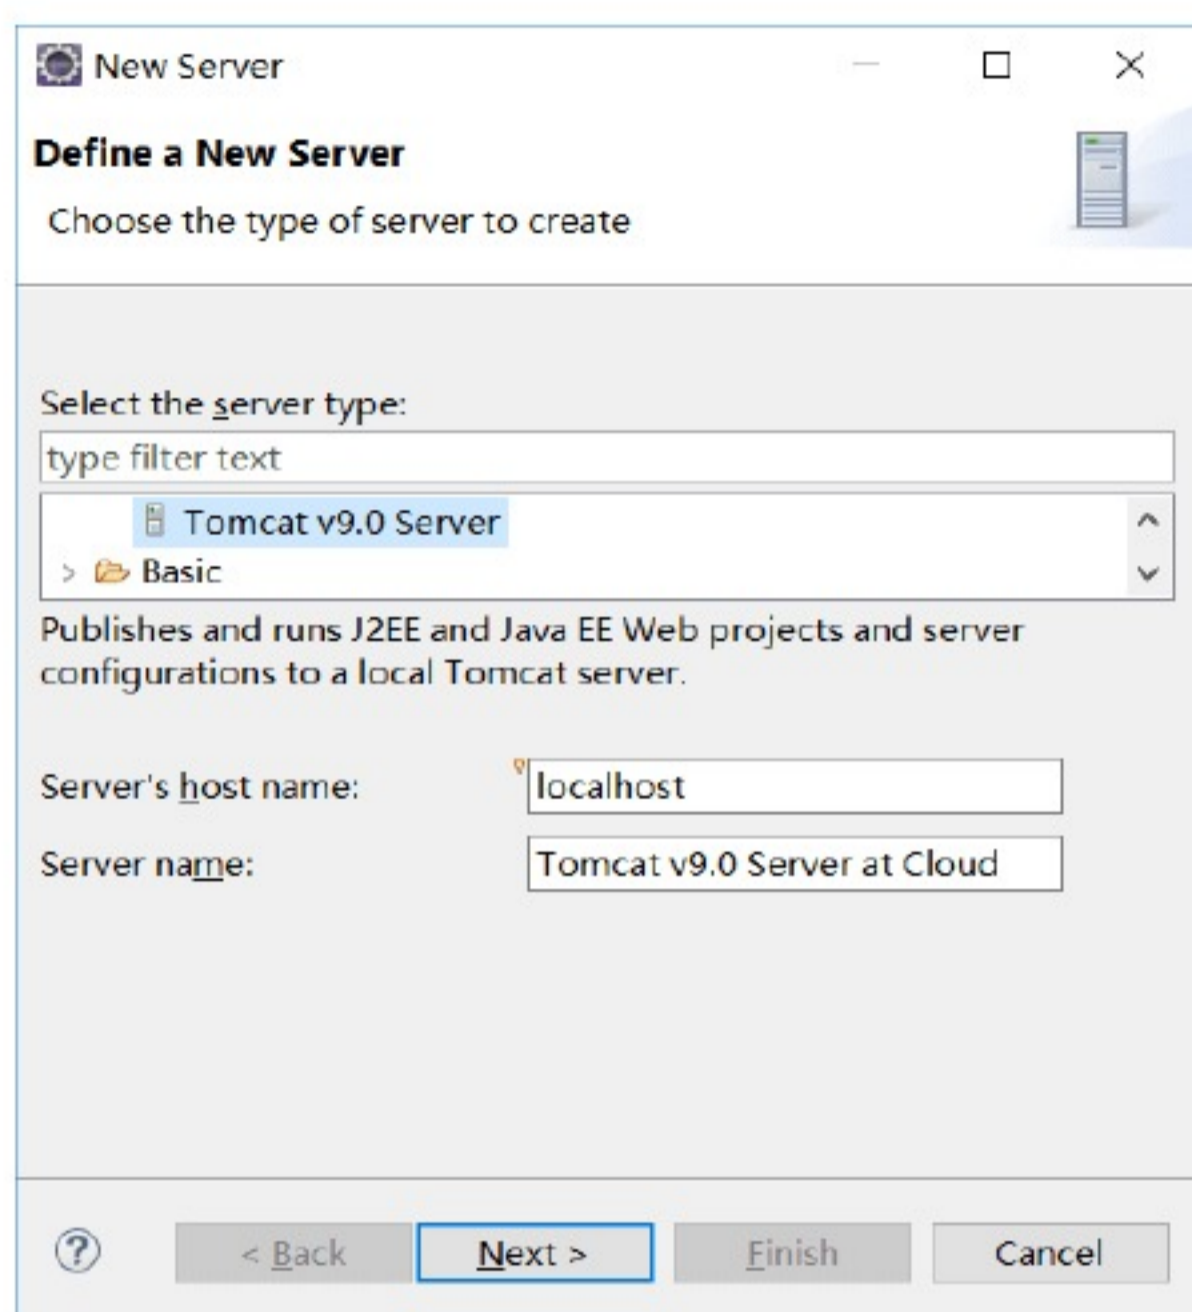 New Server
Define a New Server
Choose the type of server to create
Select the server type:
type filter text
Tomcat v9.0 Server
> Basic
Publishes and runs J2EE and Java EE Web projects and server
configurations to a local Tomcat server.
Server's host name: localhost
Server name: Tomcat v9.0 Server at Cloud
? < Back Next > Finish Cancel